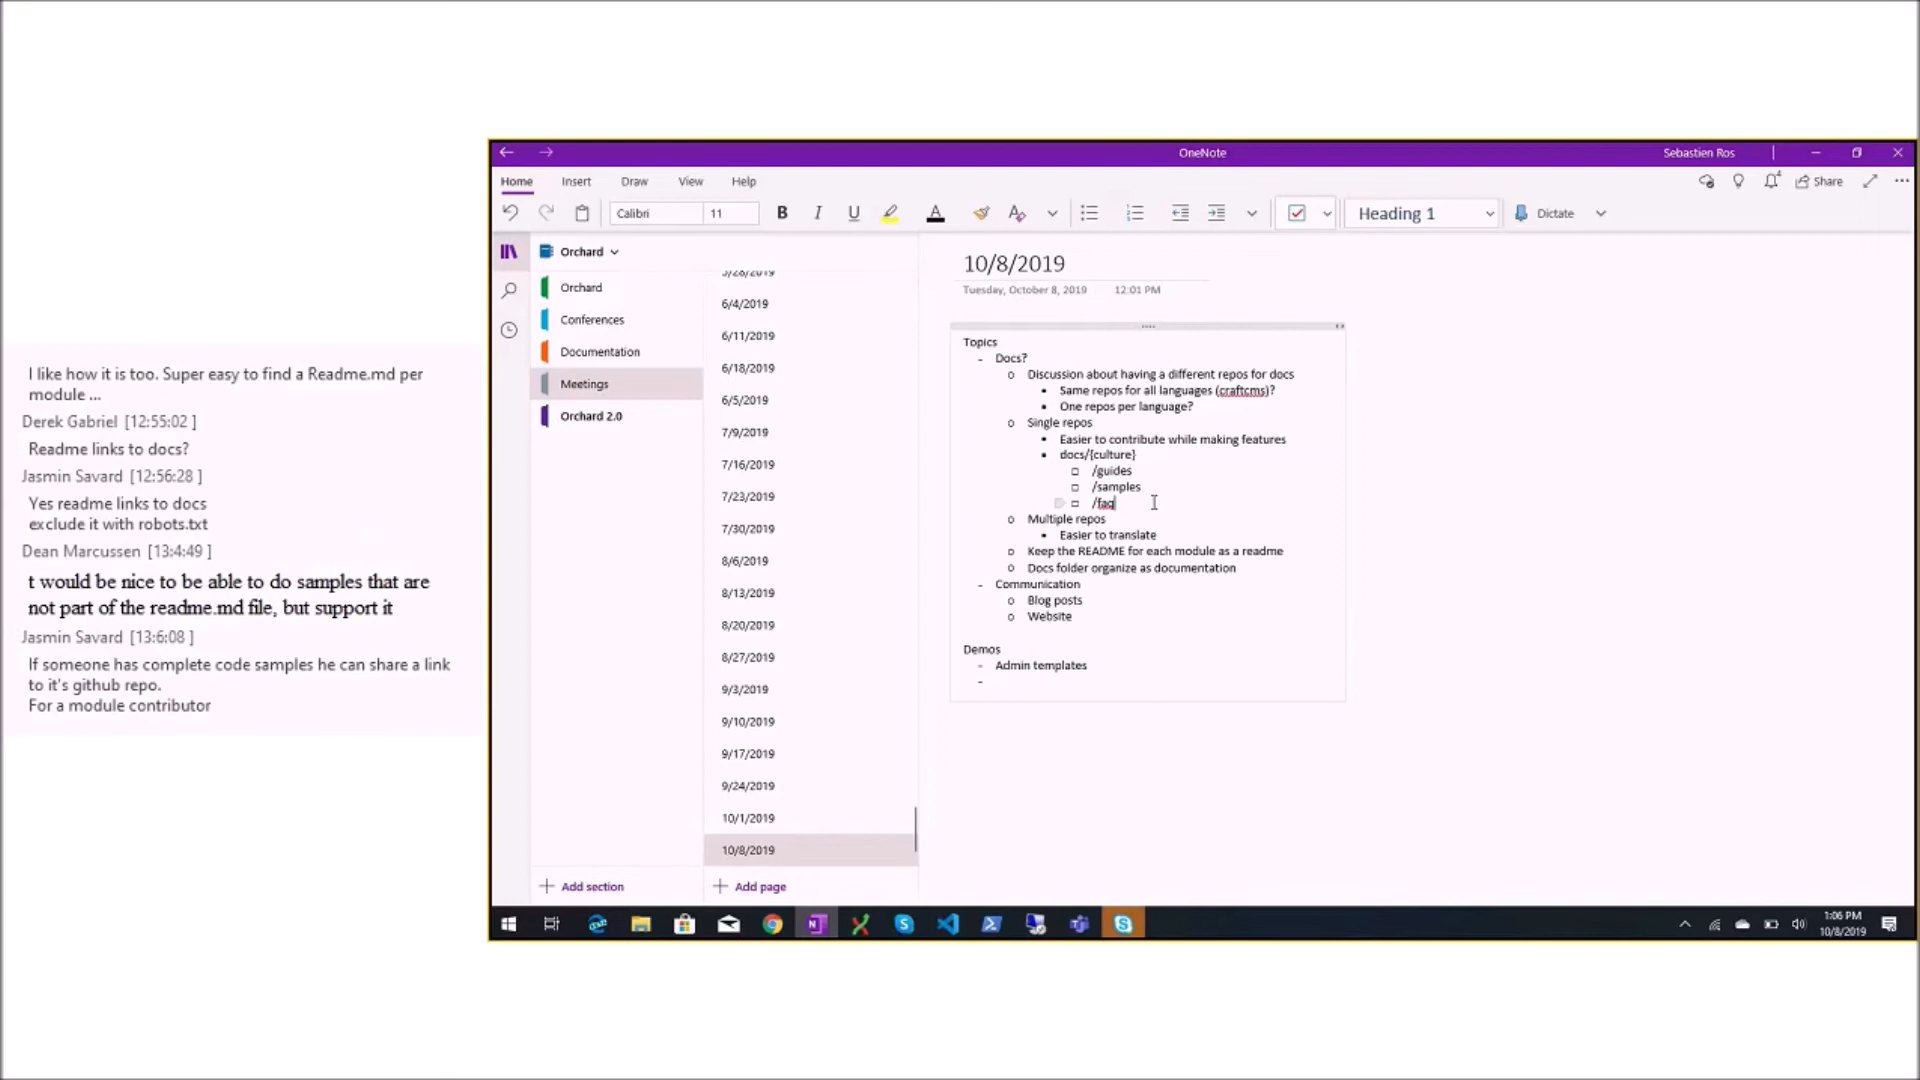 I like how it is too. Super easy to find a Readme.md per
module ...
Derek Gabriel [12:55:02 ]
Readme links to docs?
Jasmin Savard [12:56:28 ]
Yes readme links to docs
exclude it with robots.txt
Dean Marcussen [13:4:49 ]
t would be nice to be able to do samples that are
not part of the readme.md file, but support it
Jasmin Savard [13:6:08 ]
If someone has complete code samples he can share a link
to it's github repo.
For a module contributor
OneNote
Sebastien Ros
Home Insert Draw View Help
Share
Calibri 11 B I U A Heading 1 Dictate
Orchard
Orchard
Conferences
Documentation
Meetings
Orchard 2.0
Add section
5/28/2019
6/4/2019
6/11/2019
6/18/2019
6/5/2019
7/9/2019
7/16/2019
7/23/2019
7/30/2019
8/6/2019
8/13/2019
8/20/2019
8/27/2019
9/3/2019
9/10/2019
9/17/2019
9/24/2019
10/1/2019
10/8/2019
Add page
10/8/2019
Tuesday, October 8, 2019 12:01 PM
Topics
- Docs?
o Discussion about having a different repos for docs
▪ Same repos for all languages (craftcms)?
▪ One repos per language?
o Single repos
▪ Easier to contribute while making features
▪ docs/{culture}
□ /guides
□ /samples
□ /faq
o Multiple repos
▪ Easier to translate
o Keep the README for each module as a readme
o Docs folder organize as documentation
- Communication
o Blog posts
o Website
Demos
- Admin templates
-
1:06 PM
10/8/2019